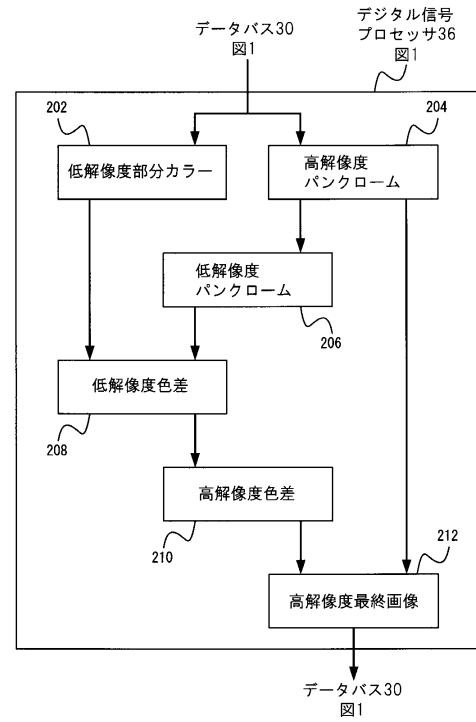 データバス30
図1
デジタル信号
プロセッサ36
図1
202
204
低解像度部分カラー
高解像度
パンクローム
低解像度
パンクローム
206
低解像度色差
208
高解像度色差
210
212
高解像度最終画像
データバス30
図1